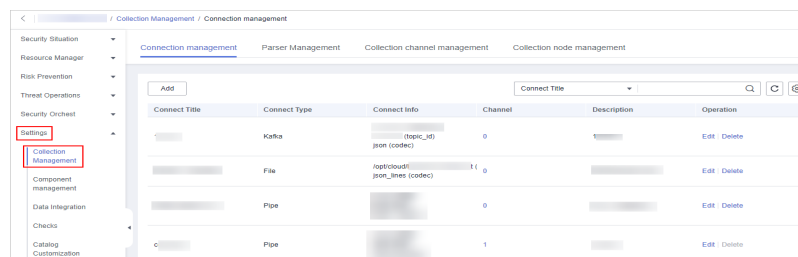 / Collection Management / Connection management
Security Situation
Resource Manager
Risk Prevention
Threat Operations
Security Orchest
Settings
Collection
Management
Component
management
Data Integration
Checks
Catalog
Customization
Connection management Parser Management Collection channel management Collection node management
Add Connect Title
Connect Title Connect Type Connect Info Channel Description Operation
Kafka (topic_id) 0 Edit Delete
json (codec)
File /opt/cloud/ ( 0 Edit Delete
json_lines (codec)
Pipe 0 Edit Delete
Pipe 1 Edit Delete